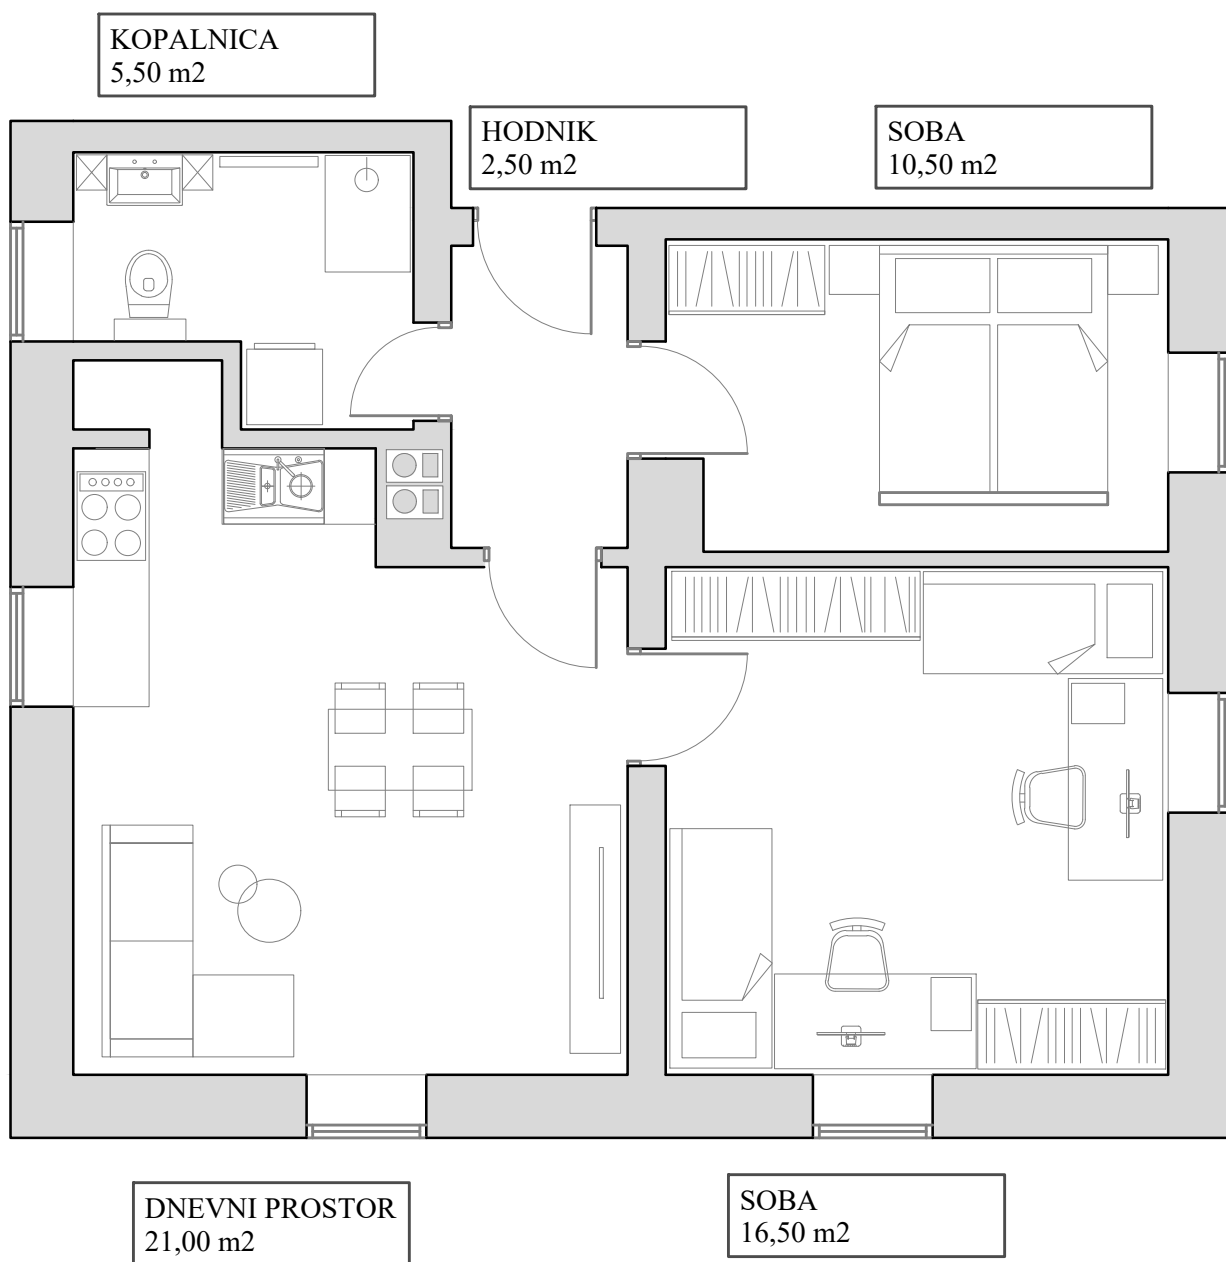 KOPALNICA
5,50 m2
HODNIK
2,50 m2
SOBA
10,50 m2
DNEVNI PROSTOR
21,00 m2
SOBA
16,50 m2